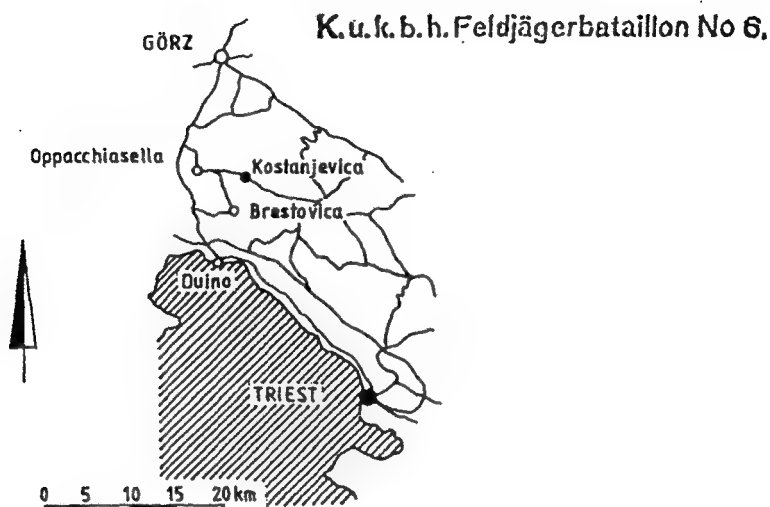 K.u.k.b.h.Feldjägerbataillon No 6.
GÖRZ
Oppacchiasella
Kostanjevica
Brestovica
Duino
TRIEST
0 5 10 15 20 km